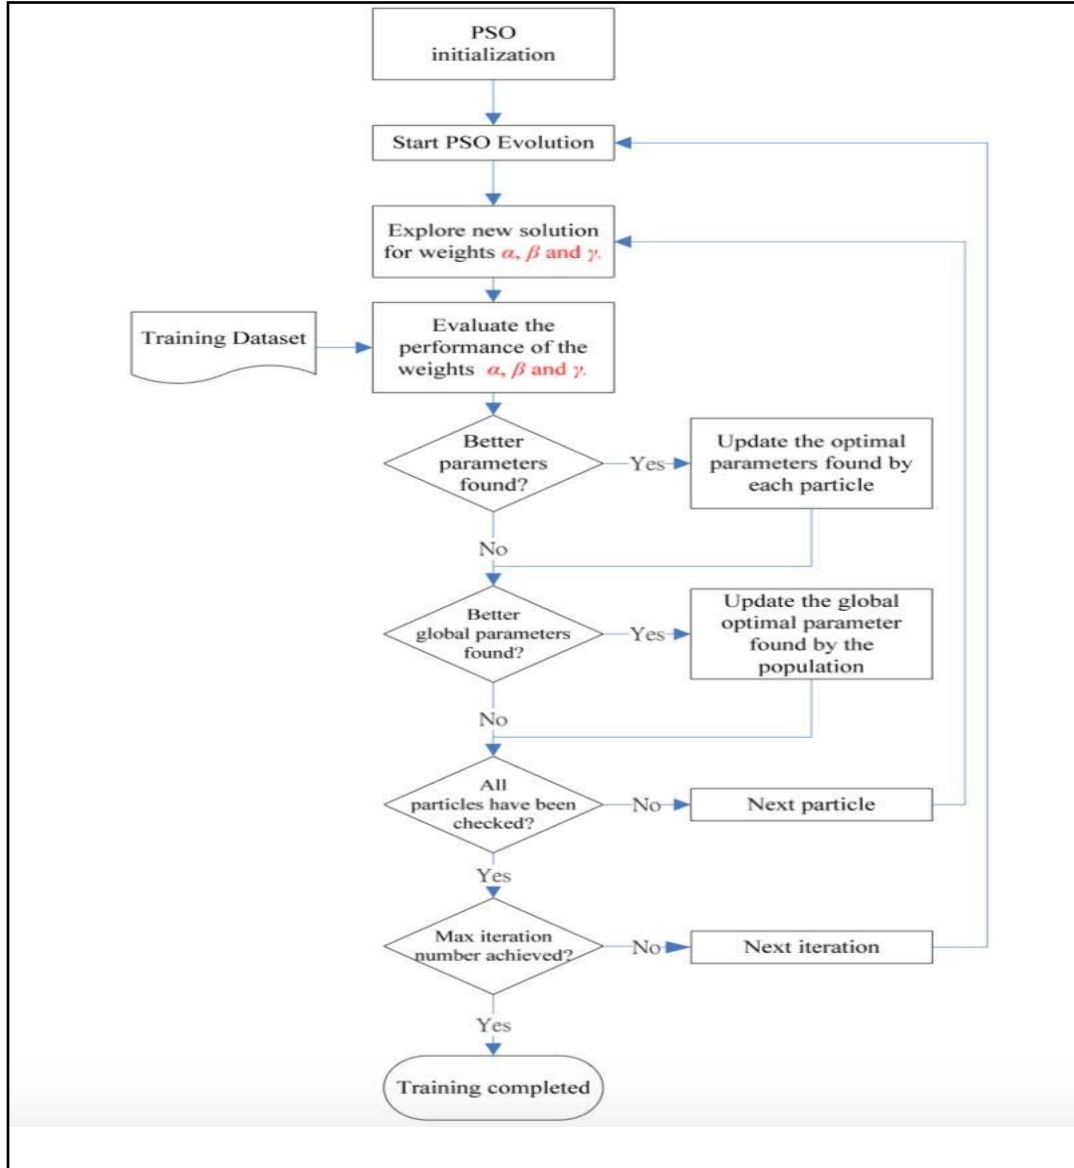 PSO
initialization
Start PSO Evolution
Explore new solution
for weights α, β and γ.
Training Dataset
Evaluate the
performance of the
weights α, β and γ.
Better
parameters
found?
Yes
Update the optimal
parameters found by
each particle
No
Better
global parameters
found?
Yes
Update the global
optimal parameter
found by the
population
No
All
particles have been
checked?
No
Next particle
Yes
Max iteration
number achieved?
No
Next iteration
Yes
Training completed